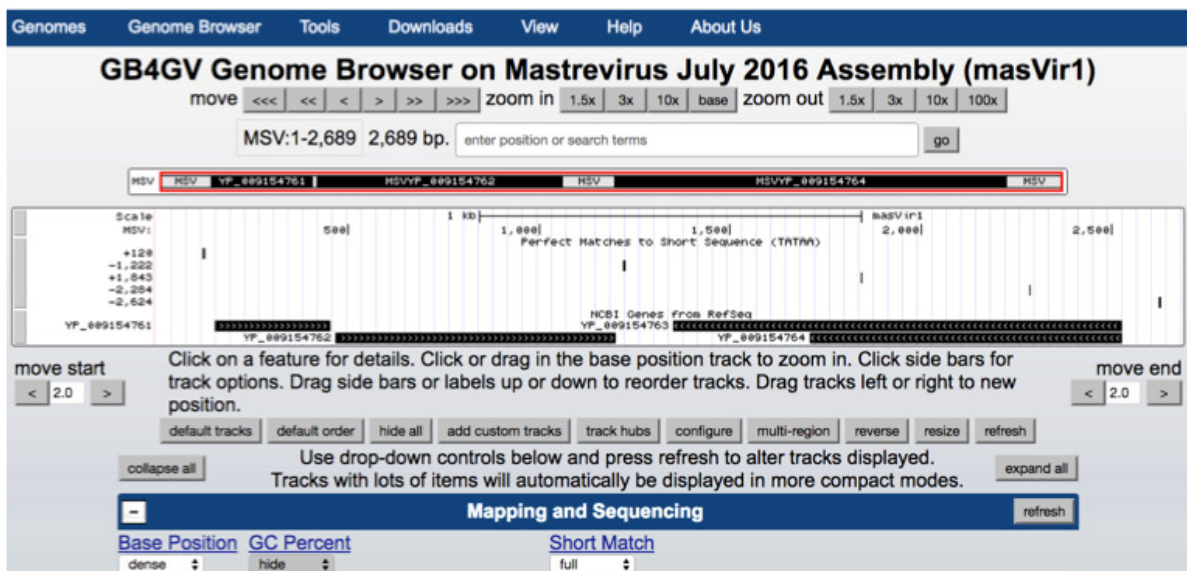 Genomes Genome Browser Tools Downloads View Help About Us
GB4GV Genome Browser on Mastrevirus July 2016 Assembly (masVir1)
move <<< << < > >> >>> zoom in 1.5x 3x 10x base zoom out 1.5x 3x 10x 100x
MSV:1-2,689 2,689 bp. enter position or search terms go
MSV MSV YP_009154761 MSVYP_009154762 MSV MSVYP_009154764 MSV
Scale 1 kb masVir1
MSV: 500 1,000 1,500 2,000 2,500
Perfect Matches to Short Sequence (TATAA)
+120
-1,222
+1,843
-2,284
-2,624
NCBI Genes from RefSeq
YP_009154761 YP_009154763
YP_009154762 YP_009154764
move start Click on a feature for details. Click or drag in the base position track to zoom in. Click side bars for move end
< 2.0 > track options. Drag side bars or labels up or down to reorder tracks. Drag tracks left or right to new < 2.0 >
position.
default tracks default order hide all add custom tracks track hubs configure multi-region reverse resize refresh
collapse all Use drop-down controls below and press refresh to alter tracks displayed. expand all
Tracks with lots of items will automatically be displayed in more compact modes.
- Mapping and Sequencing refresh
Base Position GC Percent Short Match
dense hide full